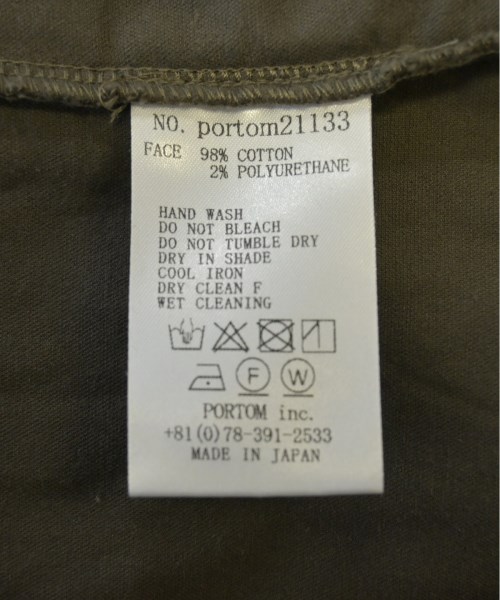 NO. portom21133
FACE 98% COTTON
2% POLYURETHANE
HAND WASH
DO NOT BLEACH
DO NOT TUMBLE DRY
DRY IN SHADE
COOL IRON
DRY CLEAN F
WET CLEANING
F W
PORTOM inc.
+81(0)78-391-2533
MADE IN JAPAN